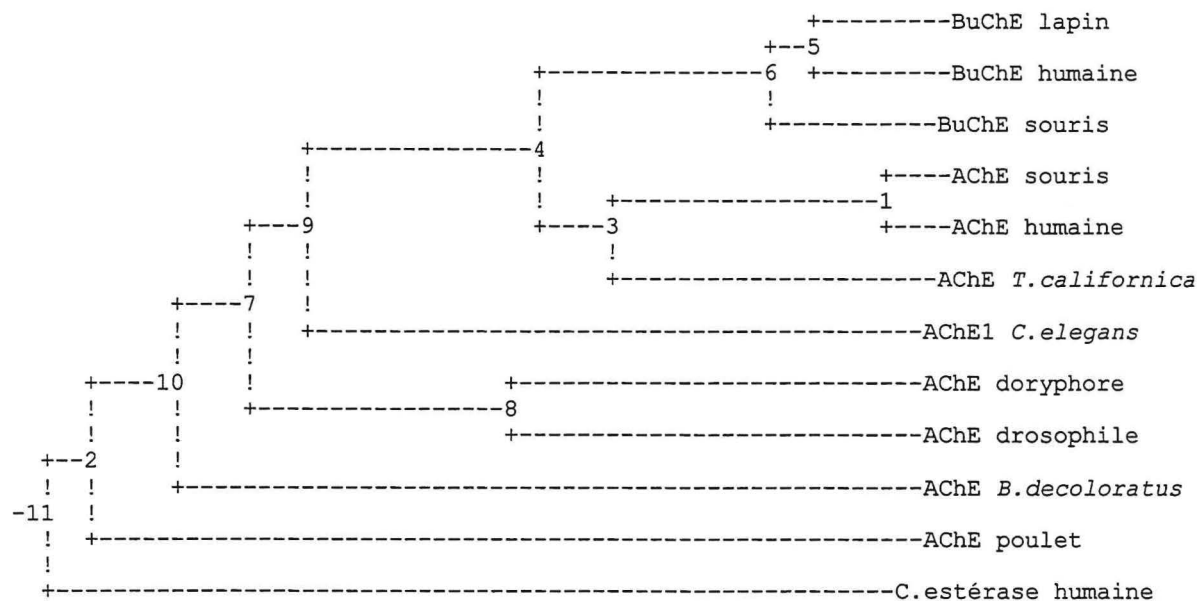 BuChE lapin
5
6
BuChE humaine
BuChE souris
4
AChE souris
1
3
AChE humaine
9
AChE T.californica
7
AChE1 C.elegans
10
AChE doryphore
8
AChE drosophile
2
AChE B.decoloratus
-11
AChE poulet
C.estérase humaine